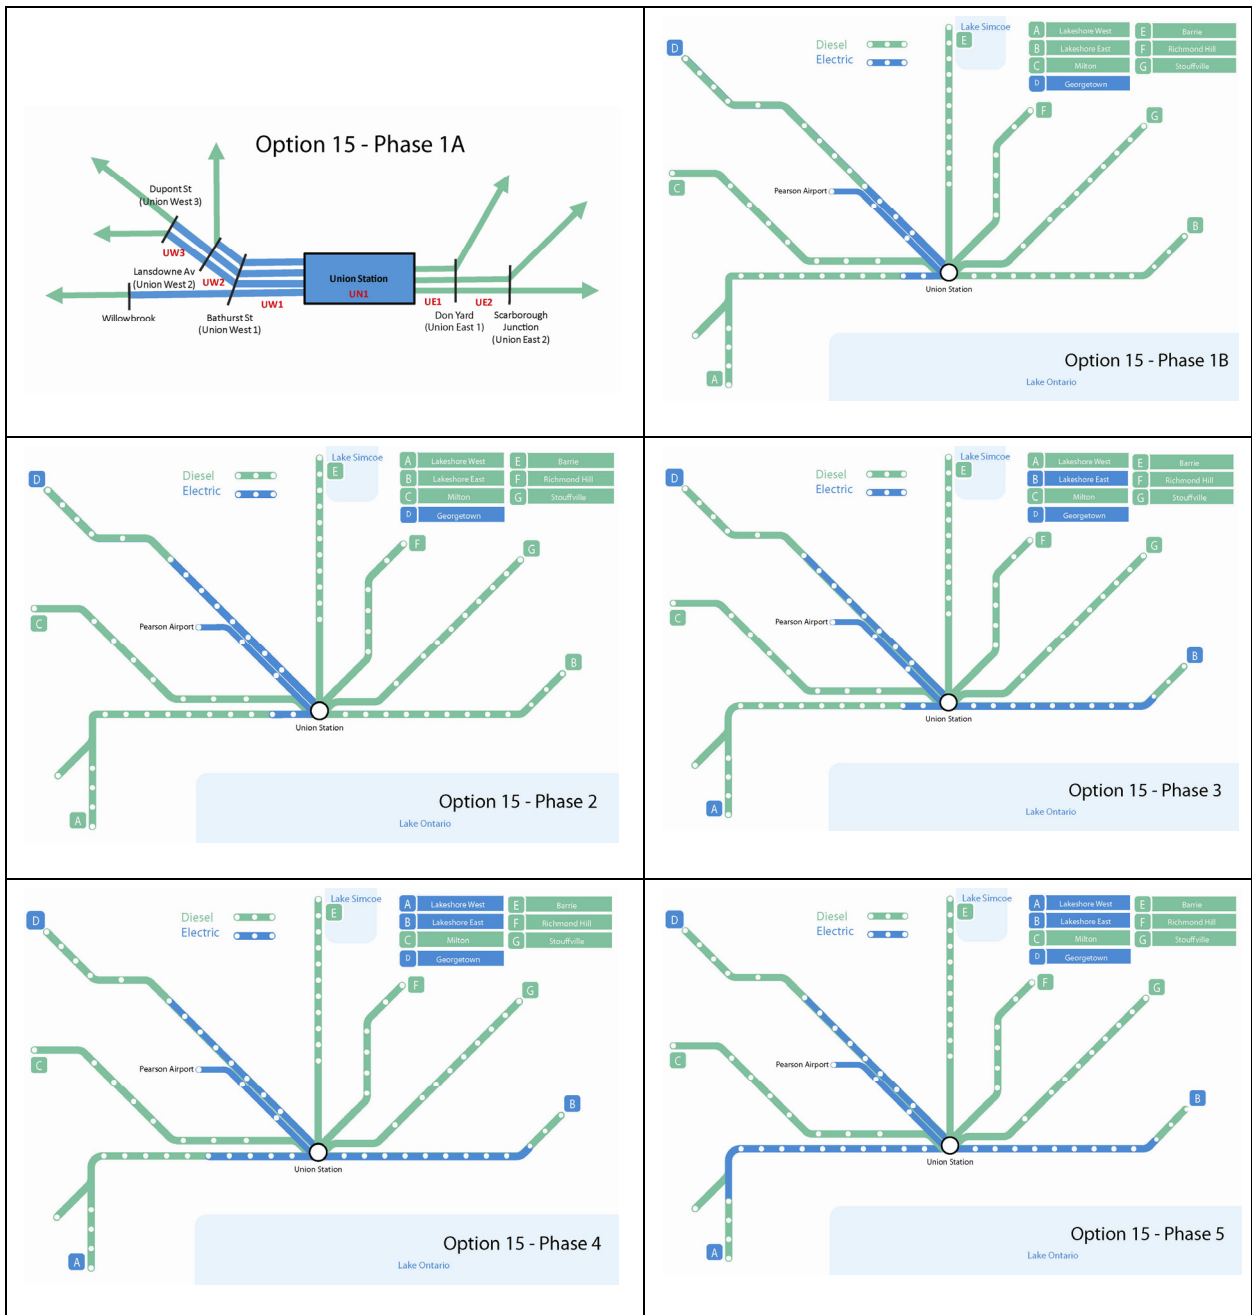 Option 15 - Phase 1A
Dupont St
(Union West 3)
UW3
Lansdowne Av
(Union West 2)
UW2
Willowbrook
UW1
Bathurst St
(Union West 1)
Union Station
UN1
UE1
UE2
Don Yard
(Union East 1)
Scarborough
Junction
(Union East 2)
D
Diesel
Electric
Lake Simcoe
E
A Lakeshore West E Barrie
B Lakeshore East F Richmond Hill
C Milton G Stouffville
D Georgetown
F
G
C
Pearson Airport
B
Union Station
A
Option 15 - Phase 1B
Lake Ontario
D
Diesel
Electric
Lake Simcoe
E
A Lakeshore West E Barrie
B Lakeshore East F Richmond Hill
C Milton G Stouffville
D Georgetown
F
G
C
Pearson Airport
B
Union Station
A
Option 15 - Phase 2
Lake Ontario
D
Diesel
Electric
Lake Simcoe
E
A Lakeshore West E Barrie
B Lakeshore East F Richmond Hill
C Milton G Stouffville
D Georgetown
F
G
C
Pearson Airport
B
Union Station
A
Option 15 - Phase 3
Lake Ontario
D
Diesel
Electric
Lake Simcoe
E
A Lakeshore West E Barrie
B Lakeshore East F Richmond Hill
C Milton G Stouffville
D Georgetown
F
G
C
Pearson Airport
B
Union Station
A
Option 15 - Phase 4
Lake Ontario
D
Diesel
Electric
Lake Simcoe
E
A Lakeshore West E Barrie
B Lakeshore East F Richmond Hill
C Milton G Stouffville
D Georgetown
F
G
C
Pearson Airport
B
Union Station
A
Option 15 - Phase 5
Lake Ontario